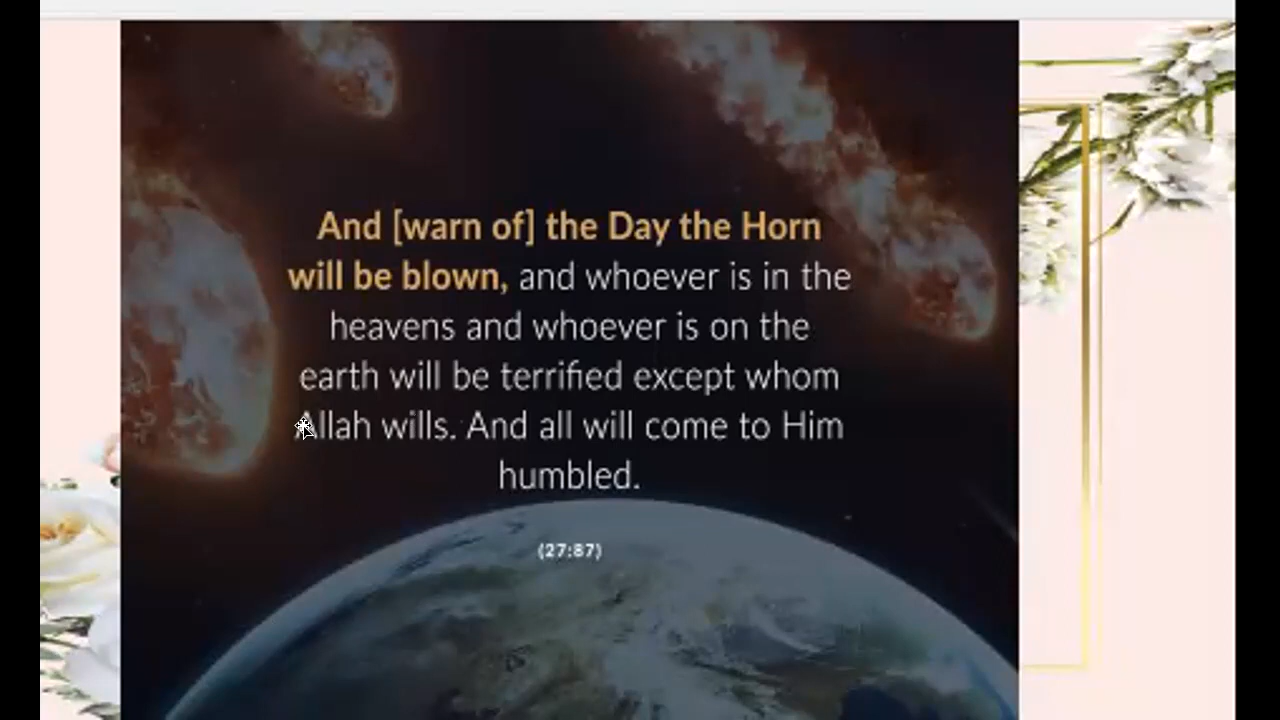 And [warn of] the Day the Horn
will be blown, and whoever is in the
heavens and whoever is on the
earth will be terrified except whom
Allah wills. And all will come to Him
humbled.
(27:87)